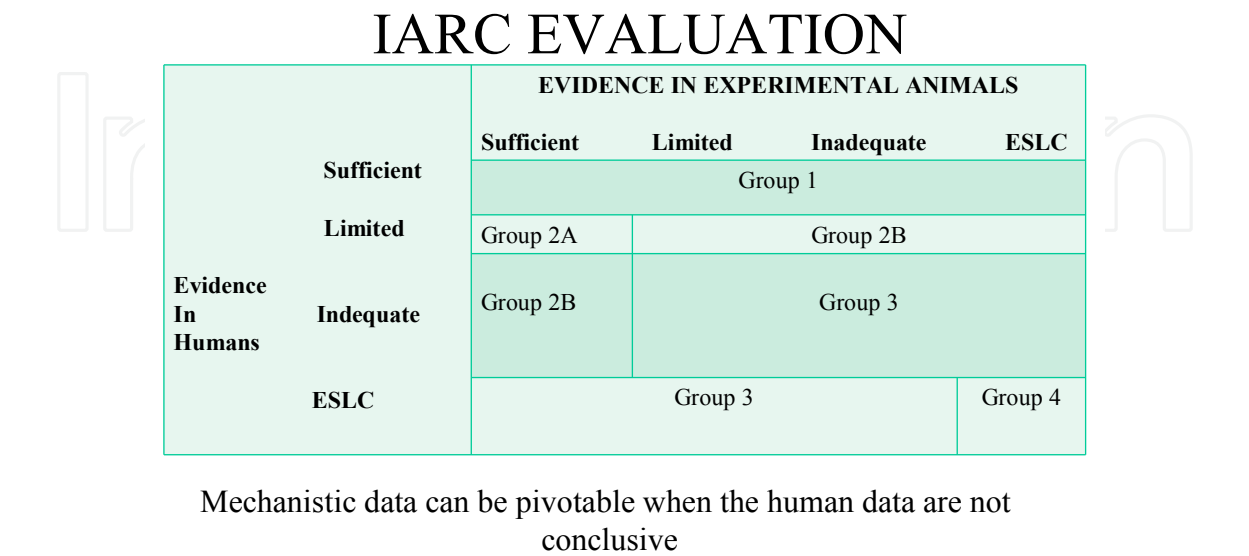 IARC EVALUATION
EVIDENCE IN EXPERIMENTAL ANIMALS
Sufficient Limited Inadequate ESLC
Sufficient
Group 1
Limited
Group 2A Group 2B
Evidence
In
Humans
Indequate
Group 2B Group 3
ESLC
Group 3 Group 4
Mechanistic data can be pivotable when the human data are not
conclusive